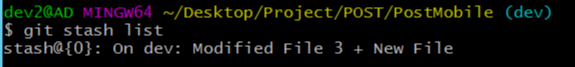 dev2@AD MINGW64 ~/Desktop/Project/POST/PostMobile (dev)
$ git stash list
stash@{0}: On dev: Modified File 3 + New File